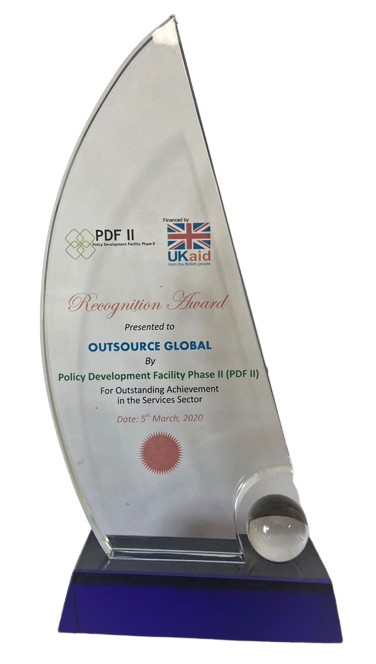 PDF II
Policy Development Facility Phase II
Financed by
UKaid
from the British people
Recognition Award
Presented to
OUTSOURCE GLOBAL
By
Policy Development Facility Phase II (PDF II)
For Outstanding Achievement
in the Services Sector
Date: 5th March, 2020